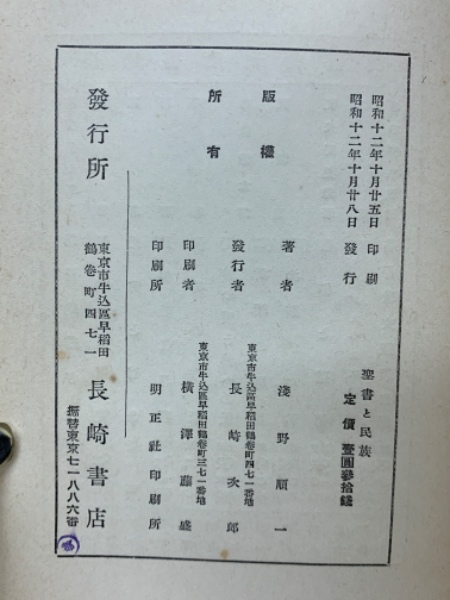 昭和十二年十月廿五日 印刷
昭和十二年十月廿八日 發行
聖書と民族
定價 壹圓參拾錢
版權
所有
著者 淺野順一
東京市牛込區早稻田鶴卷町四七一番地
發行者 長崎次郎
東京市牛込區早稻田鶴卷町三七一番地
印刷者 横澤藤盛
印刷所 明正社印刷所
發行所
東京市牛込區早稻田
鶴卷町四七一
長崎書店
振替東京七一八八六番